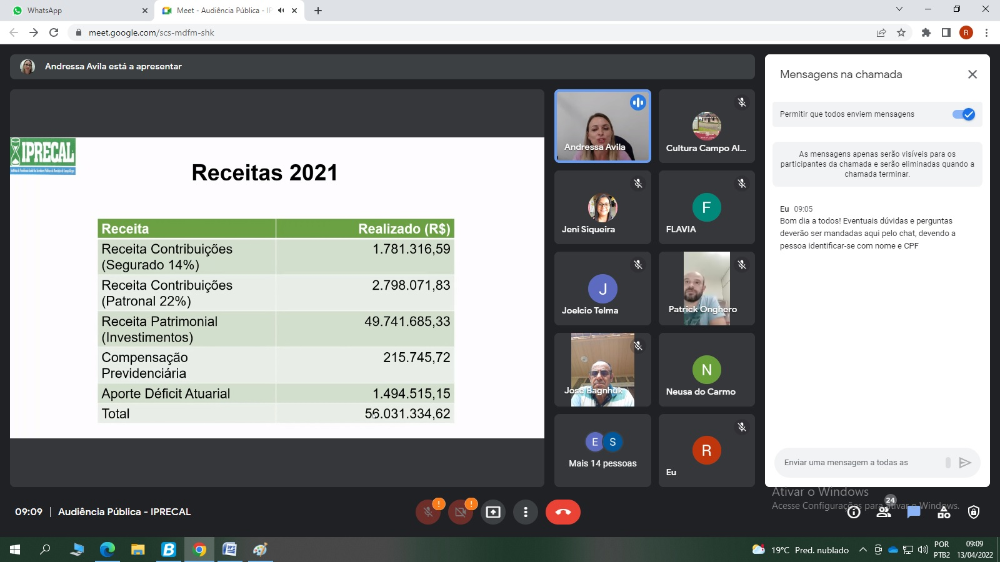 WhatsApp
Meet - Audiência Pública - IP
meet.google.com/scs-mdfm-shk
R
Andressa Avila está a apresentar
IPRECAL
Receitas 2021
Receita Realizado (R$)
Receita Contribuições (Segurado 14%) 1.781.316,59
Receita Contribuições (Patronal 22%) 2.798.071,83
Receita Patrimonial (Investimentos) 49.741.685,33
Compensação Previdenciária 215.745,72
Aporte Déficit Atuarial 1.494.515,15
Total 56.031.334,62
Andressa Avila
Cultura Campo Al...
Jeni Siqueira
F
FLAVIA
J
Joelcio Telma
Patrick Onghero
Jose Bagnhuk
N
Neusa do Carmo
E S
Mais 14 pessoas
R
Eu
Mensagens na chamada
Permitir que todos enviem mensagens
As mensagens apenas serão visíveis para os
participantes da chamada e serão eliminadas quando a
chamada terminar.
Eu 09:05
Bom dia a todos! Eventuais dúvidas e perguntas
deverão ser mandadas aqui pelo chat, devendo a
pessoa identificar-se com nome e CPF
Enviar uma mensagem a todas as
Ativar o Windows
Acesse Configurações para ativar o Windows.
24
09:09 | Audiência Pública - IPRECAL
19°C Pred. nublado
POR
PTB2
09:09
13/04/2022